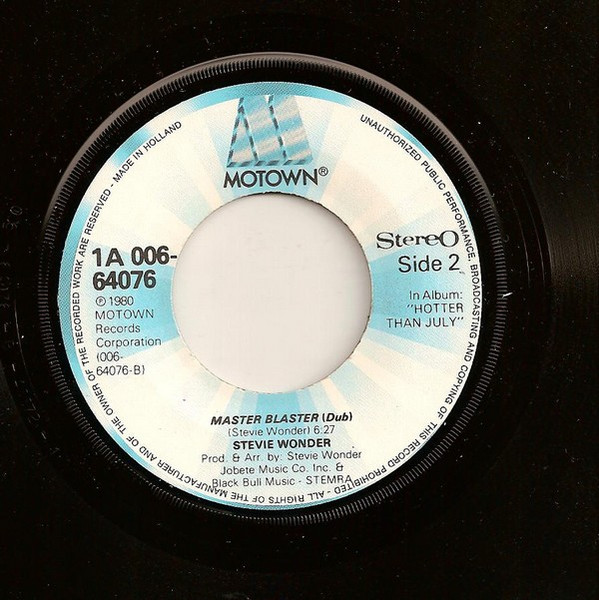 MOTOWN®
1A 006-
64076
℗ 1980
MOTOWN
Records
Corporation
(006-
64076-B)
Stereo
Side 2
In Album:
"HOTTER
THAN JULY"
MASTER BLASTER (Dub)
(Stevie Wonder) 6:27
STEVIE WONDER
Prod. & Arr. by: Stevie Wonder
Jobete Music Co. Inc. &
Black Bull Music - STEMRA
UNAUTHORIZED PUBLIC PERFORMANCE, BROADCASTING AND COPYING OF THIS RECORD PROHIBITED - ALL RIGHTS OF THE MANUFACTURER AND OF THE OWNER OF THE RECORDED WORK ARE RESERVED - MADE IN HOLLAND